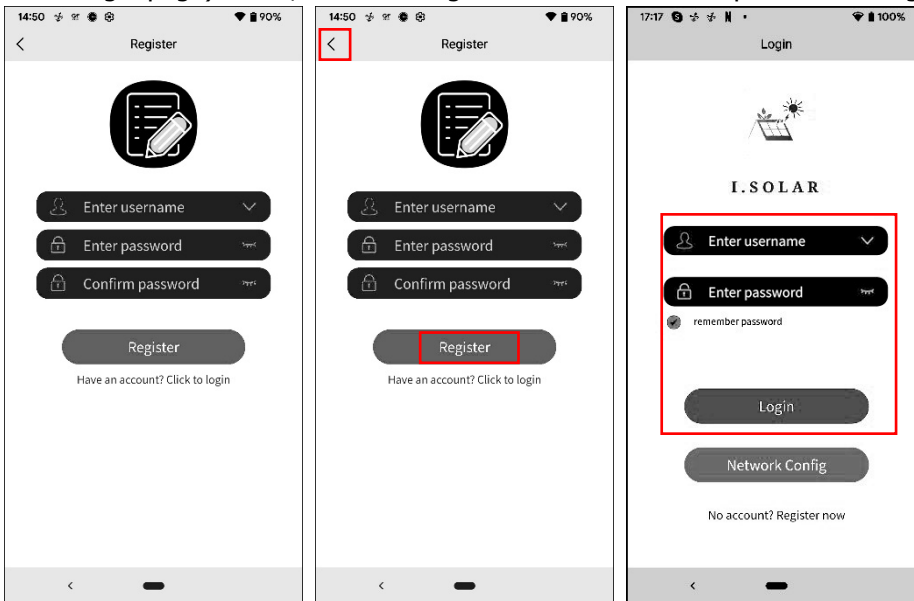 14:50
90%
Register
Enter username
Enter password
Confirm password
Register
Have an account? Click to login
14:50
90%
Register
Enter username
Enter password
Confirm password
Register
Have an account? Click to login
17:17
100%
Login
I.SOLAR
Enter username
Enter password
remember password
Login
Network Config
No account? Register now